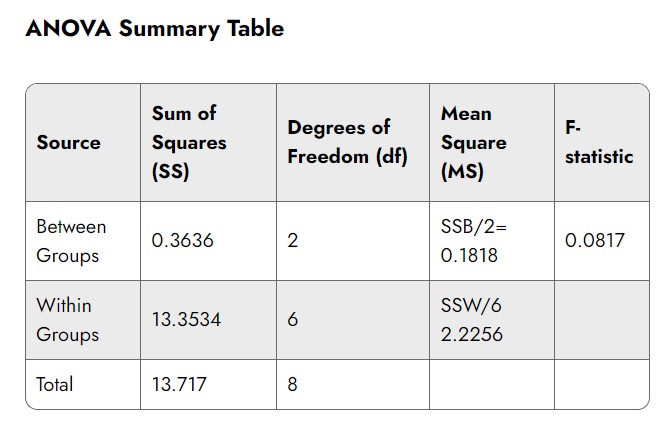 ANOVA Summary Table
Source
Sum of
Squares
(SS)
Degrees of
Freedom (df)
Mean
Square
(MS)
F-
statistic
Between
Groups
0.3636
2
SSB/2=
0.1818
0.0817
Within
Groups
13.3534
6
SSW/6
2.2256
Total
13.717
8